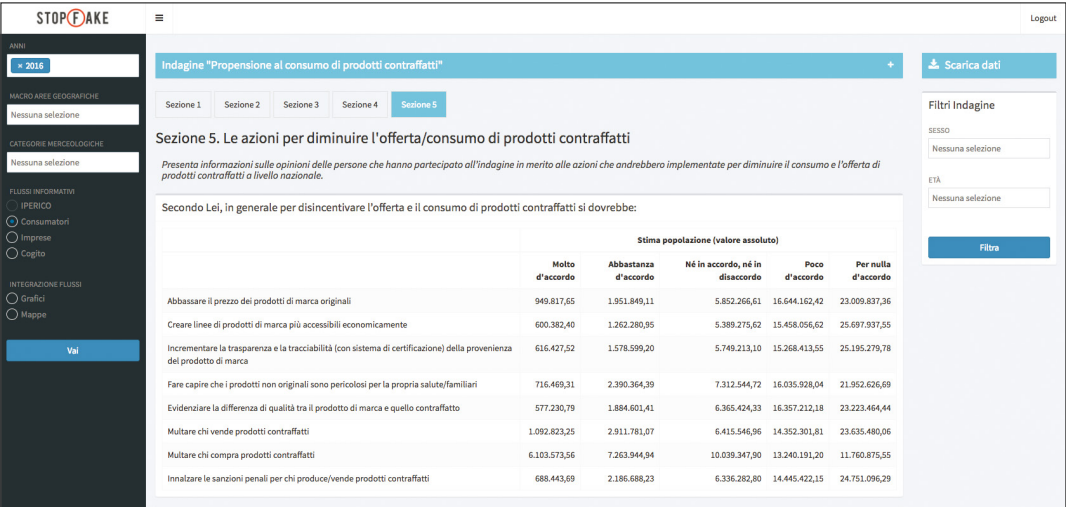 STOP(F)AKE
Logout
ANNI
× 2016
MACRO AREE GEOGRAFICHE
Nessuna selezione
CATEGORIE MERCEOLOGICHE
Nessuna selezione
FLUSSI INFORMATIVI
IPERICO
Consumatori
Imprese
Cogito
INTEGRAZIONE FLUSSI
Grafici
Mappe
Vai
Indagine "Propensione al consumo di prodotti contraffatti" +
Sezione 1 Sezione 2 Sezione 3 Sezione 4 Sezione 5
Sezione 5. Le azioni per diminuire l'offerta/consumo di prodotti contraffatti
Presenta informazioni sulle opinioni delle persone che hanno partecipato all'indagine in merito alle azioni che andrebbero implementate per diminuire il consumo e l'offerta di
prodotti contraffatti a livello nazionale.
Secondo Lei, in generale per disincentivare l'offerta e il consumo di prodotti contraffatti si dovrebbe:
Stima popolazione (valore assoluto)
Molto Abbastanza Né in accordo, né in Poco Per nulla
d'accordo d'accordo disaccordo d'accordo d'accordo
Abbassare il prezzo dei prodotti di marca originali 949.817,65 1.951.849,11 5.852.266,61 16.644.162,42 23.009.837,36
Creare linee di prodotti di marca più accessibili economicamente 600.382,40 1.262.280,95 5.389.275,62 15.458.056,62 25.697.937,55
Incrementare la trasparenza e la tracciabilità (con sistema di certificazione) della provenienza 616.427,52 1.578.599,20 5.749.213,10 15.268.413,55 25.195.279,78
del prodotto di marca
Fare capire che i prodotti non originali sono pericolosi per la propria salute/familiari 716.469,31 2.390.364,39 7.312.544,72 16.035.928,04 21.952.626,69
Evidenziare la differenza di qualità tra il prodotto di marca e quello contraffatto 577.230,79 1.884.601,41 6.365.424,33 16.357.212,18 23.223.464,44
Multare chi vende prodotti contraffatti 1.092.823,25 2.911.781,07 6.415.546,96 14.352.301,81 23.635.480,06
Multare chi compra prodotti contraffatti 6.103.573,56 7.263.944,94 10.039.347,90 13.240.191,20 11.760.875,55
Innalzare le sanzioni penali per chi produce/vende prodotti contraffatti 688.443,69 2.186.688,23 6.336.282,80 14.445.422,15 24.751.096,29
Scarica dati
Filtri Indagine
SESSO
Nessuna selezione
ETÀ
Nessuna selezione
Filtra